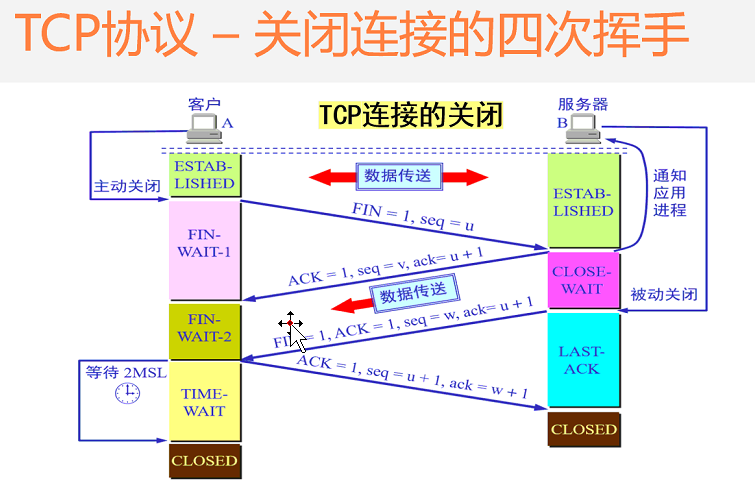 TCP协议 – 关闭连接的四次挥手
客户
A
TCP连接的关闭
服务器
B
ESTAB-
LISHED
数据传送
主动关闭
ESTAB-
LISHED
通知
应用
进程
FIN = 1, seq = u
FIN-
WAIT-1
ACK = 1, seq = v, ack= u + 1
CLOSE-
WAIT
数据传送
被动关闭
FIN-
WAIT-2
FIN = 1, ACK = 1, seq = w, ack= u + 1
LAST-
ACK
ACK = 1, seq = u + 1, ack = w + 1
等待 2MSL
TIME-
WAIT
CLOSED
CLOSED